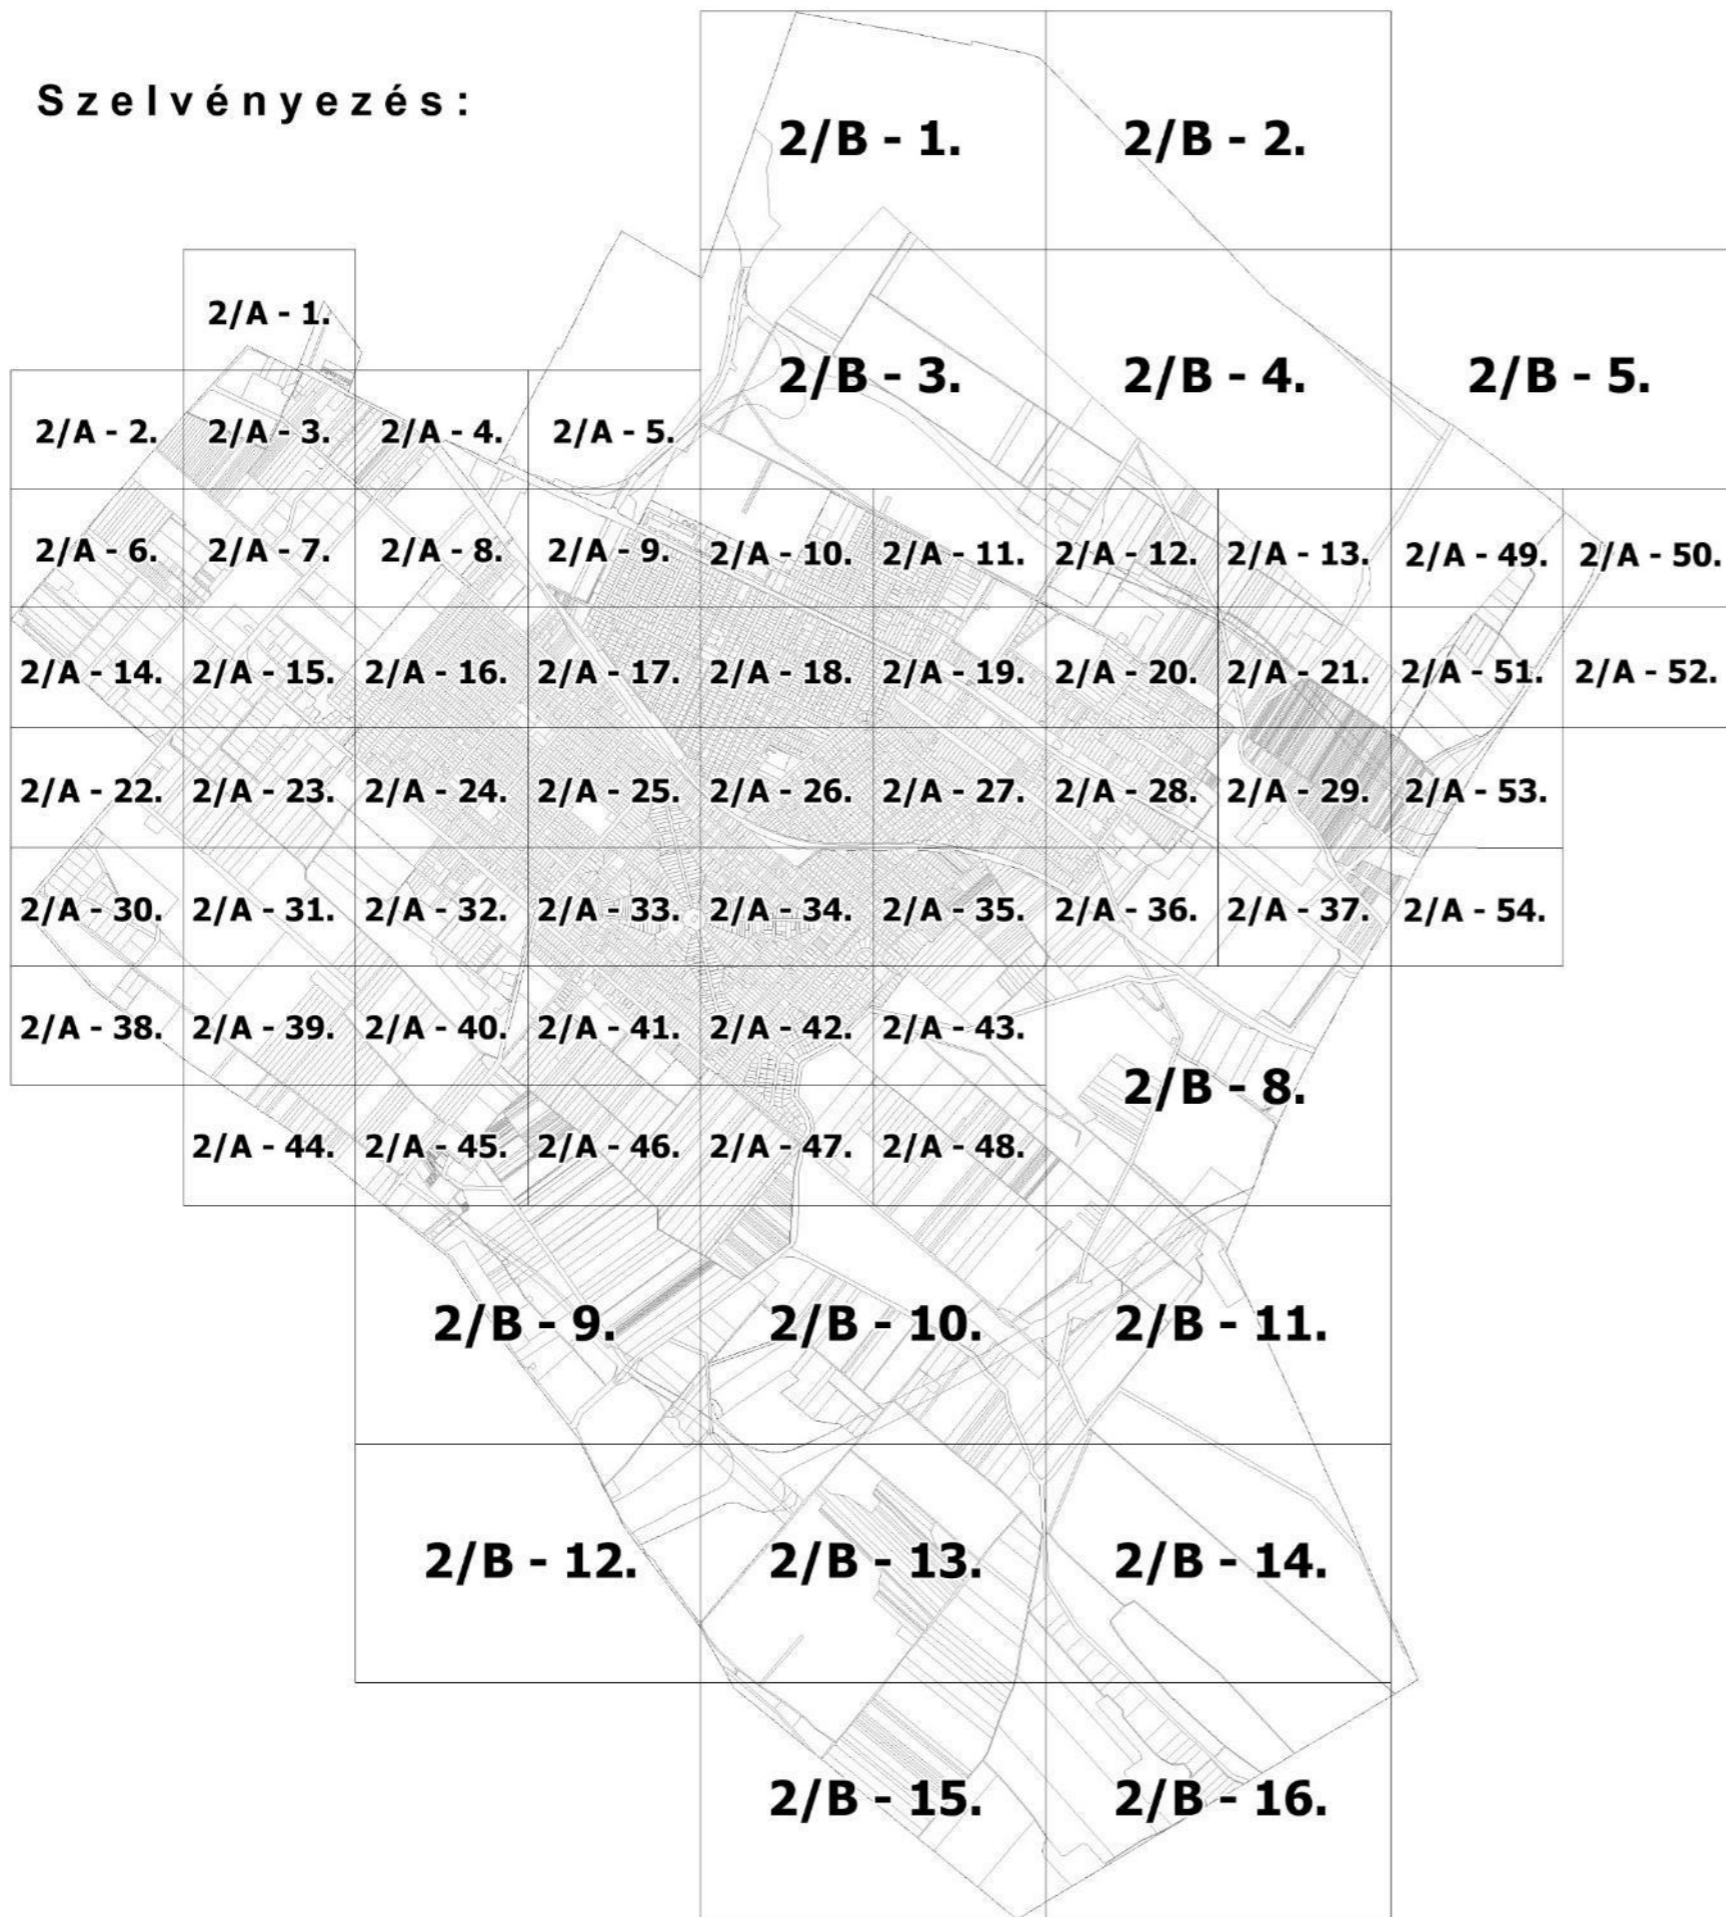 Szelvényezés:
2/B - 1. 2/B - 2.
2/A - 1.
2/B - 3. 2/B - 4. 2/B - 5.
2/A - 2. 2/A - 3. 2/A - 4. 2/A - 5.
2/A - 6. 2/A - 7. 2/A - 8. 2/A - 9. 2/A - 10. 2/A - 11. 2/A - 12. 2/A - 13. 2/A - 49. 2/A - 50.
2/A - 14. 2/A - 15. 2/A - 16. 2/A - 17. 2/A - 18. 2/A - 19. 2/A - 20. 2/A - 21. 2/A - 51. 2/A - 52.
2/A - 22. 2/A - 23. 2/A - 24. 2/A - 25. 2/A - 26. 2/A - 27. 2/A - 28. 2/A - 29. 2/A - 53.
2/A - 30. 2/A - 31. 2/A - 32. 2/A - 33. 2/A - 34. 2/A - 35. 2/A - 36. 2/A - 37. 2/A - 54.
2/A - 38. 2/A - 39. 2/A - 40. 2/A - 41. 2/A - 42. 2/A - 43.
2/B - 8.
2/A - 44. 2/A - 45. 2/A - 46. 2/A - 47. 2/A - 48.
2/B - 9. 2/B - 10. 2/B - 11.
2/B - 12. 2/B - 13. 2/B - 14.
2/B - 15. 2/B - 16.